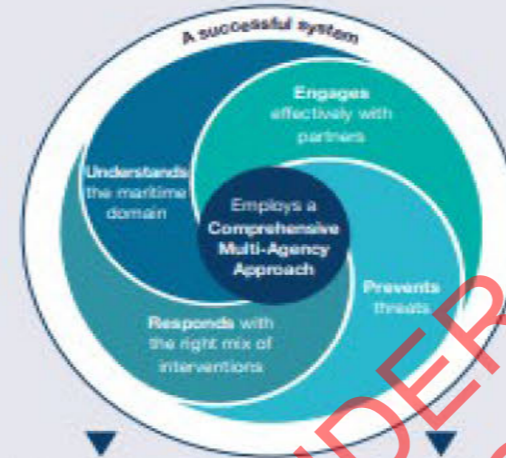 A successful system
Engages
effectively with
partners
Understands
the maritime
domain
Employs a
Comprehensive
Multi-Agency
Approach
Prevents
threats
Responds with
the right mix of
interventions